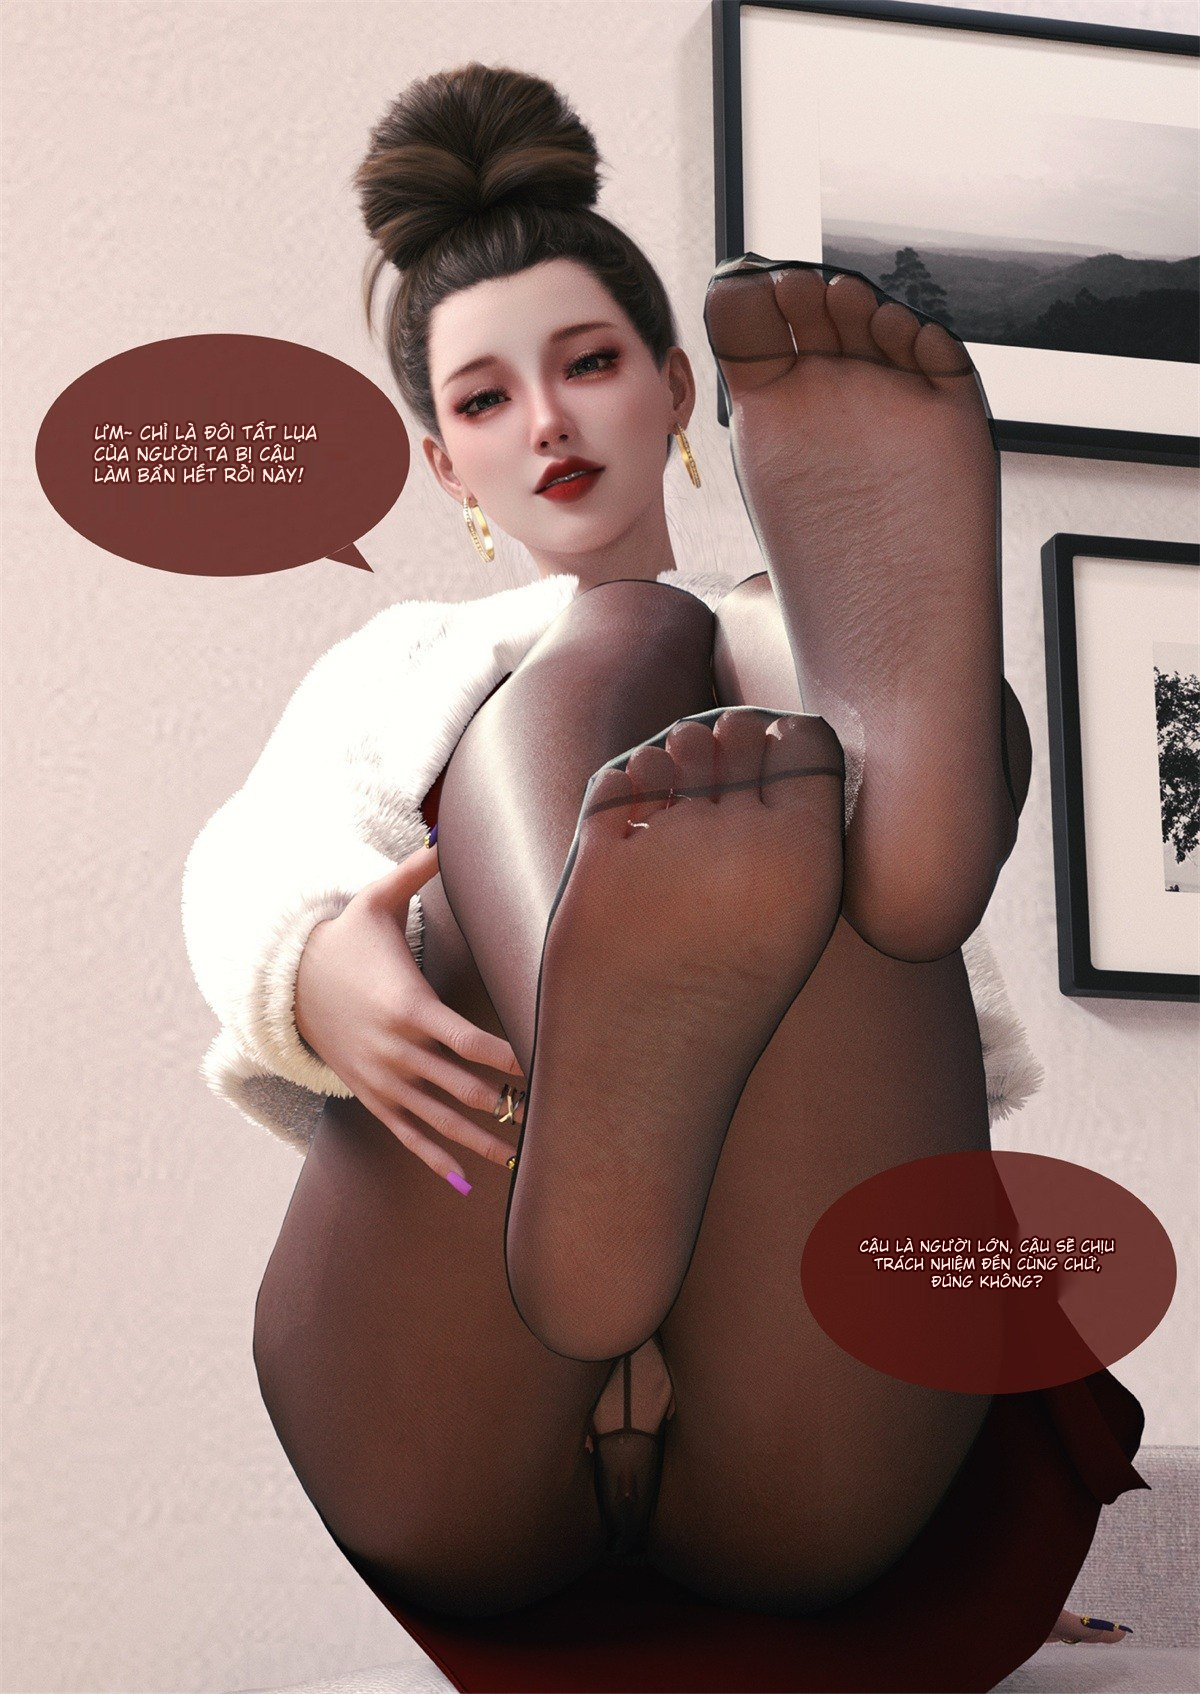 ƯM~ CHỈ LÀ ĐÔI TẤT LỤA
CỦA NGƯỜI TA BỊ CẬU
LÀM BẨN HẾT RỒI NÀY!
CẬU LÀ NGƯỜI LỚN, CẬU SẼ CHỊU
TRÁCH NHIỆM ĐẾN CÙNG CHỨ,
ĐÚNG KHÔNG?